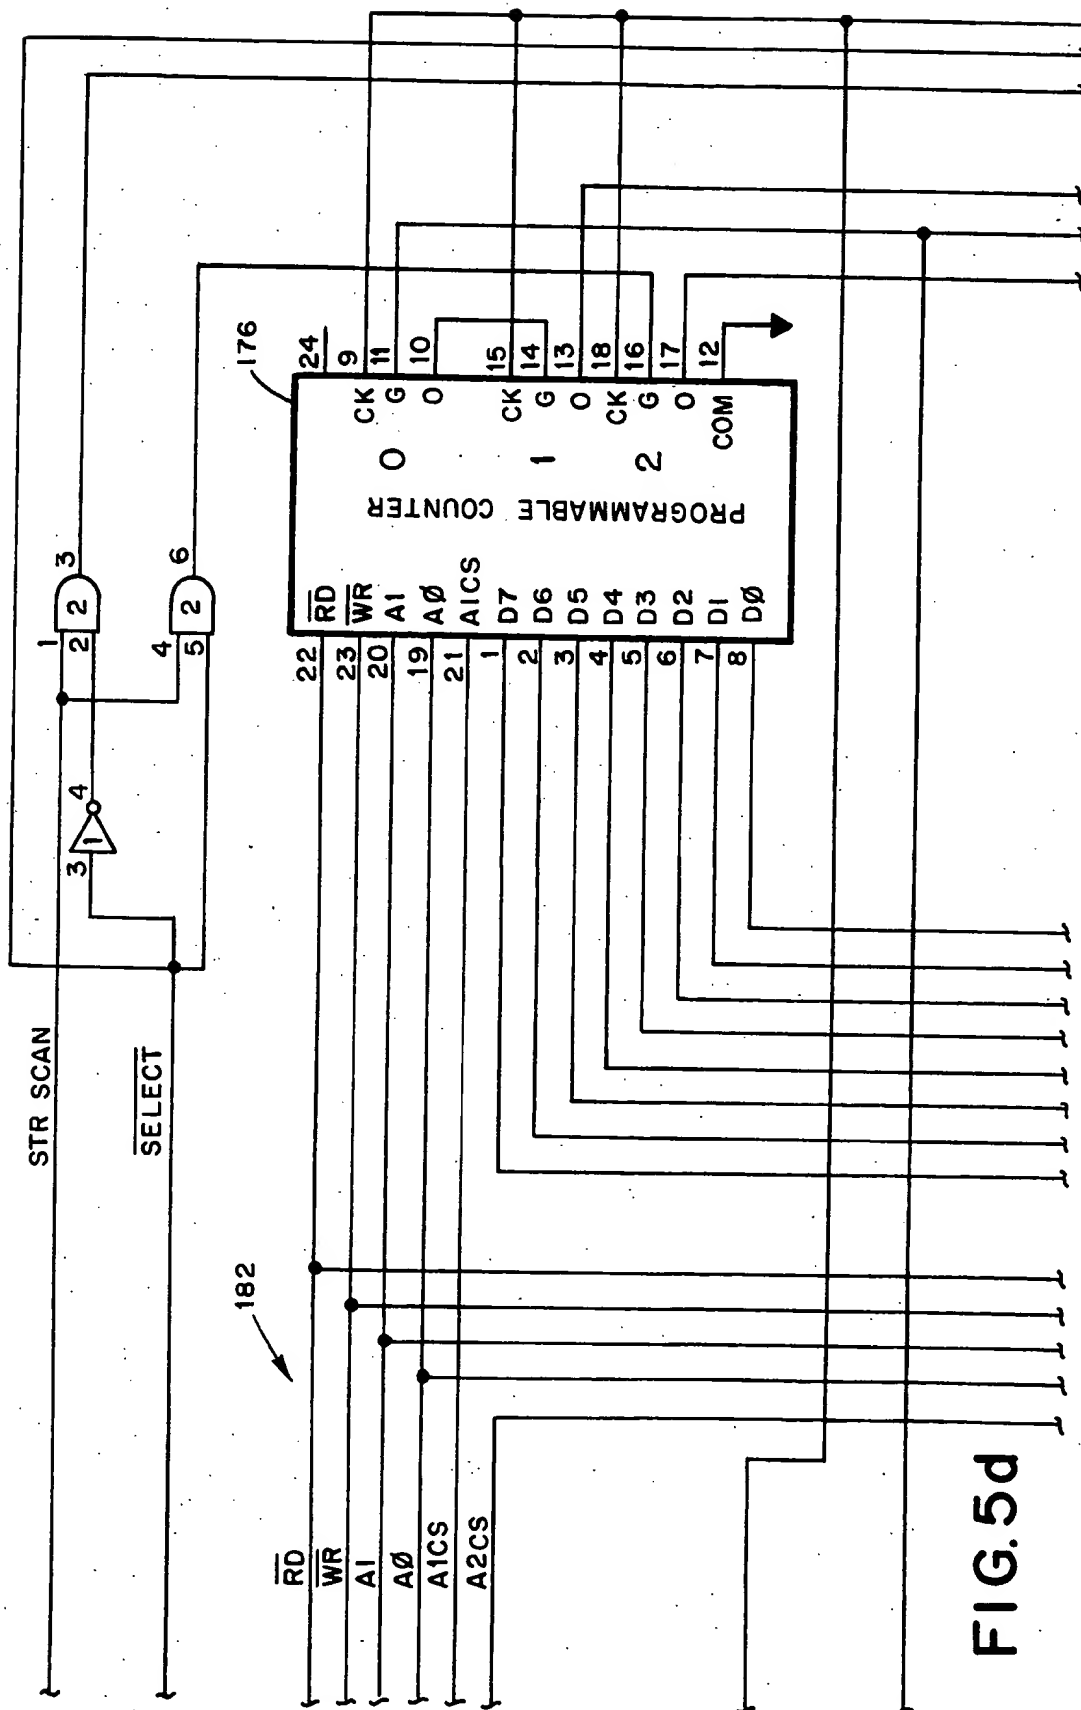 STR SCAN
SELECT
1
2
3
3
1
4
2
4
5
6
2
182
176
RD
WR
A1
AØ
A1CS
A2CS
22
23
20
19
21
1
2
3
4
5
6
7
8
RD
WR
A1
AØ
A1CS
D7
D6
D5
D4
D3
D2
D1
DØ
PROGRAMMABLE COUNTER
0
1
2
CK
G
O
CK
G
O
CK
G
O
COM
24
9
11
10
15
14
13
18
16
17
12
FIG. 5d